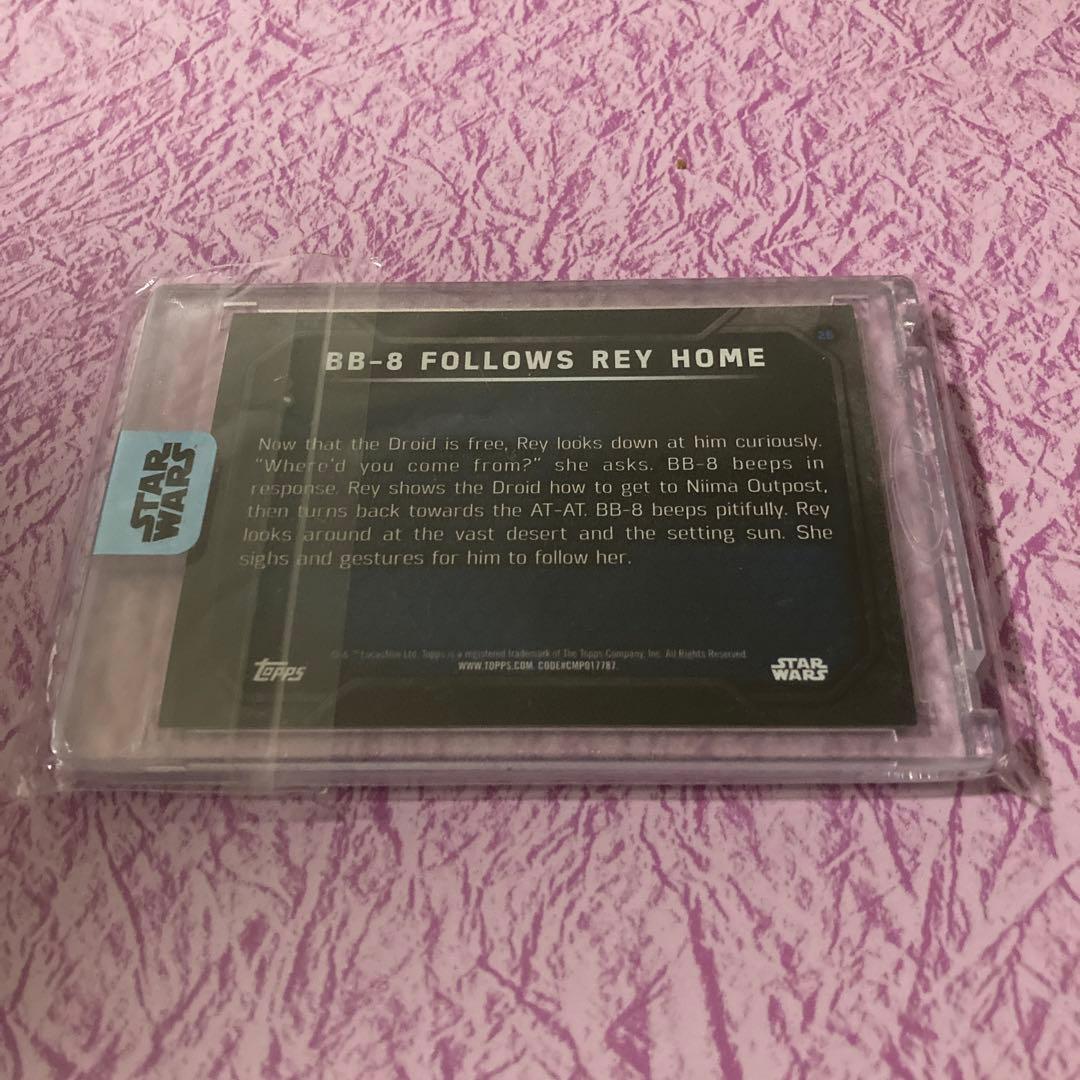 26
BB-8 FOLLOWS REY HOME
Now that the Droid is free, Rey looks down at him curiously.
"Where'd you come from?" she asks. BB-8 beeps in
response. Rey shows the Droid how to get to Niima Outpost,
then turns back towards the AT-AT. BB-8 beeps pitifully. Rey
looks around at the vast desert and the setting sun. She
sighs and gestures for him to follow her.
STAR
WARS
™ Lucasfilm Ltd. Topps is a registered trademark of The Topps Company, Inc. All Rights Reserved.
WWW.TOPPS.COM. CODE#CMP017787.
topps
STAR
WARS